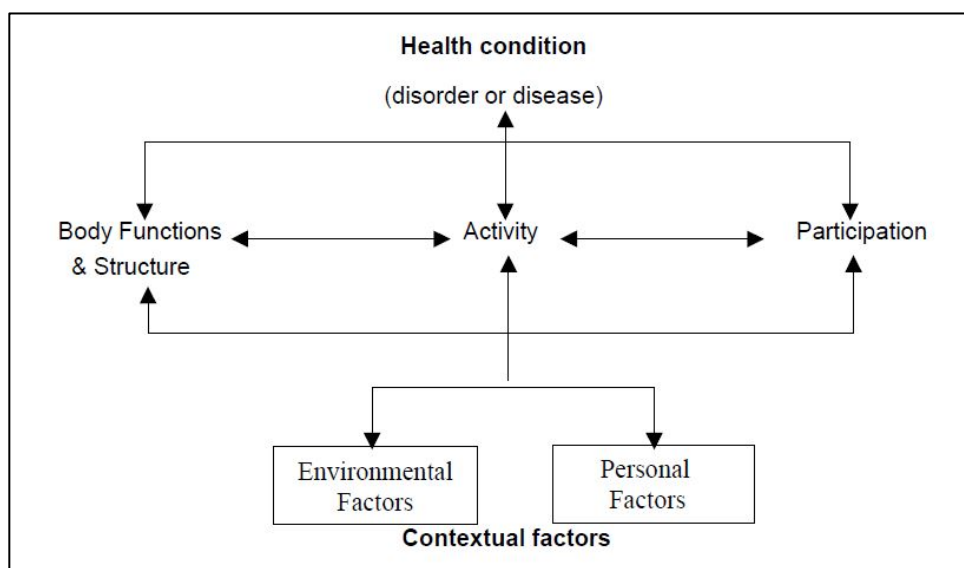 Health condition
(disorder or disease)
Body Functions
& Structure
Activity
Participation
Environmental
Factors
Personal
Factors
Contextual factors